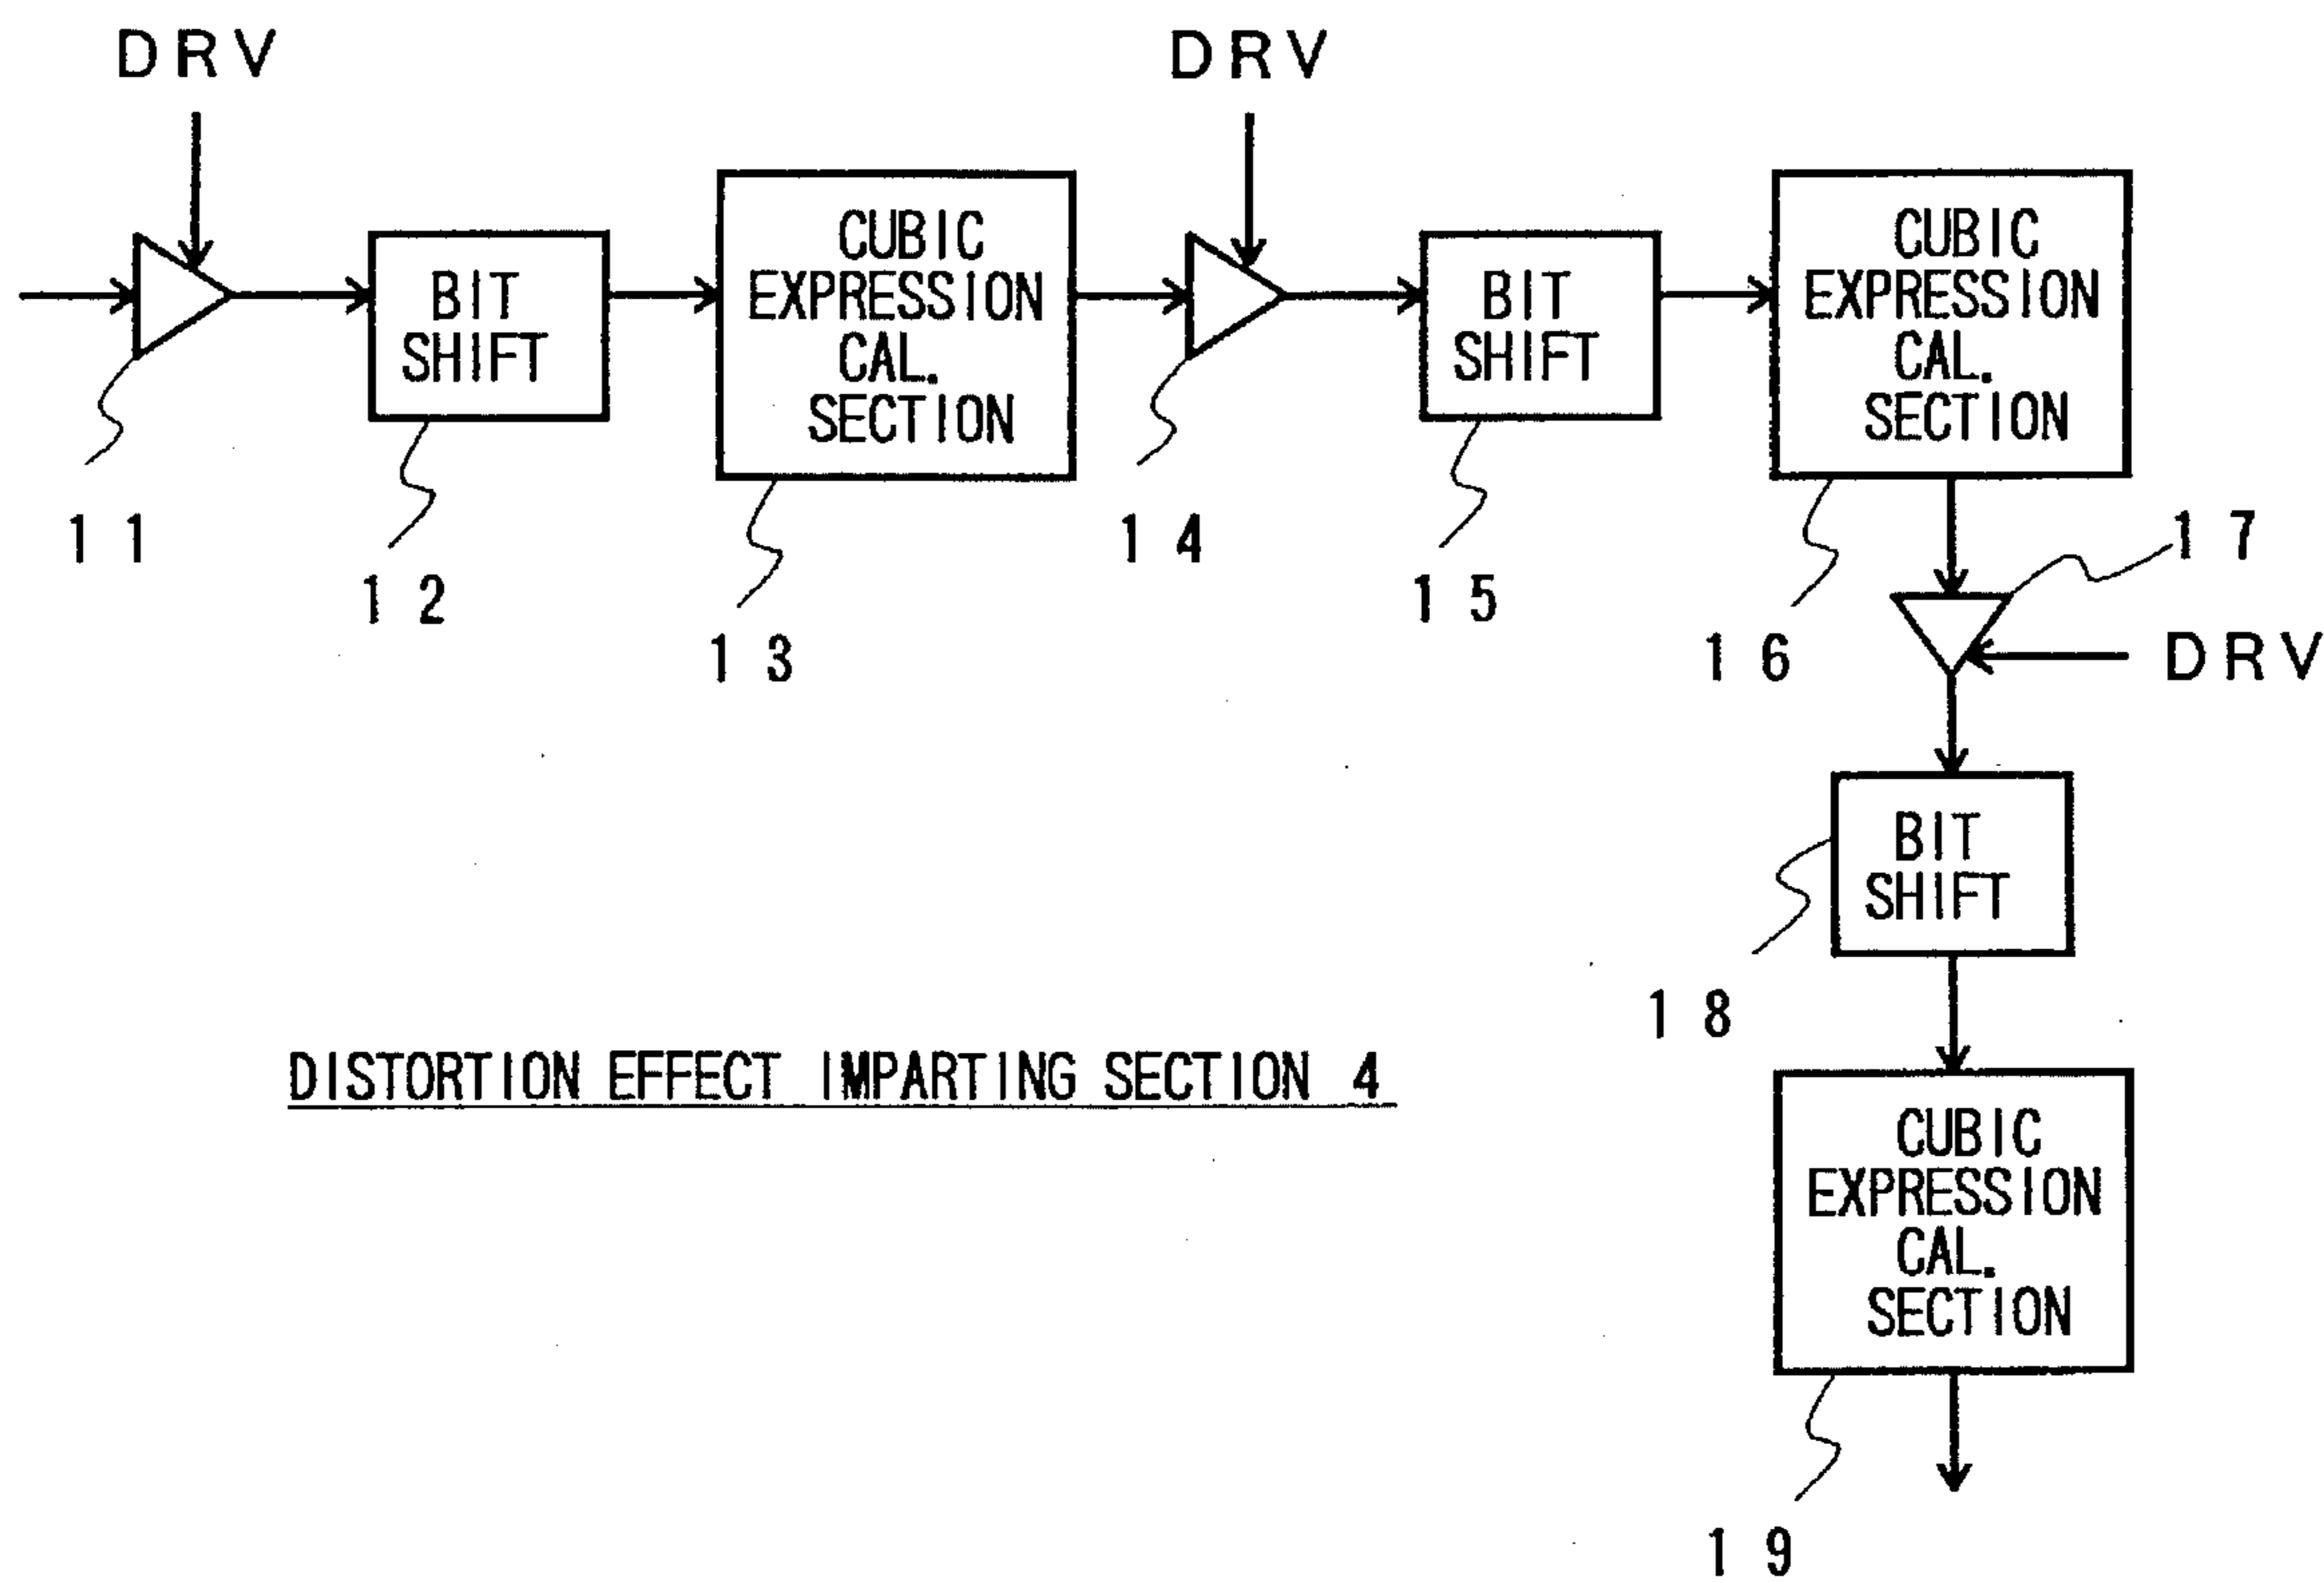 DRV
DRV
BIT
SHIFT
CUBIC
EXPRESSION
CAL.
SECTION
BIT
SHIFT
CUBIC
EXPRESSION
CAL.
SECTION
11
12
13
14
15
16
17
DRV
BIT
SHIFT
18
DISTORTION EFFECT IMPARTING SECTION 4
CUBIC
EXPRESSION
CAL.
SECTION
19